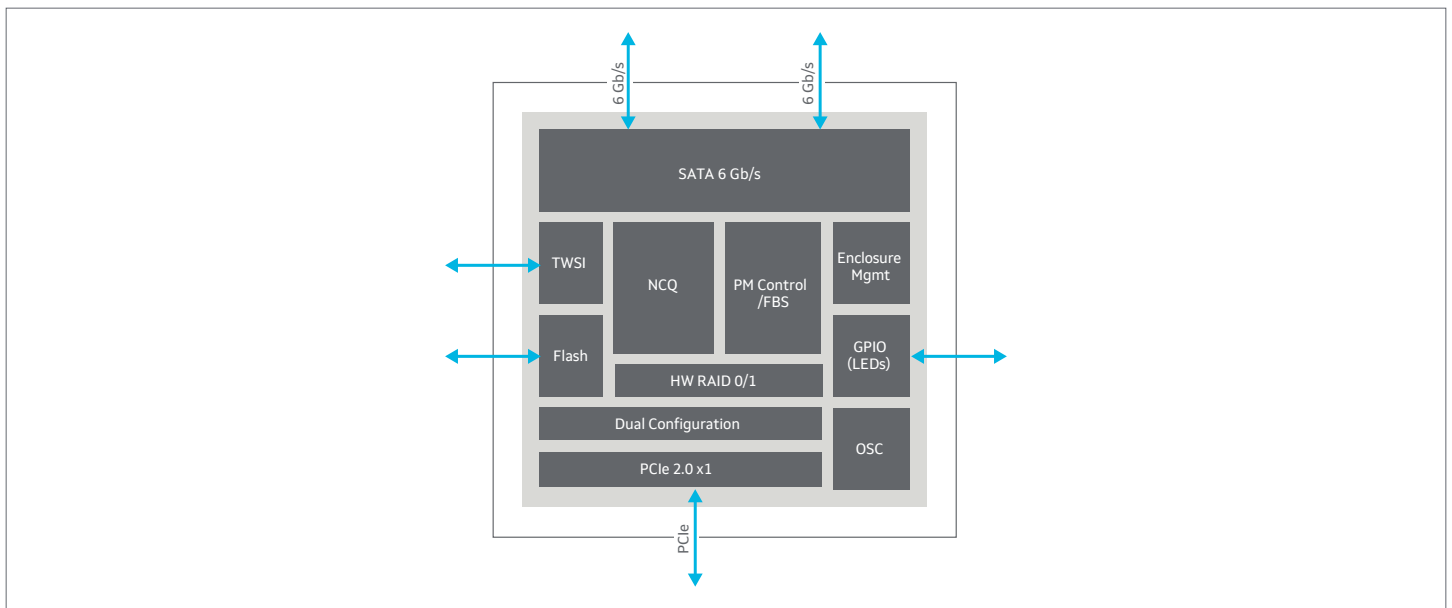 6 Gb/s
6 Gb/s
SATA 6 Gb/s
TWSI
NCQ
PM Control
/FBS
Enclosure
Mgmt
Flash
GPIO
(LEDs)
HW RAID 0/1
Dual Configuration
OSC
PCIe 2.0 x1
PCIe